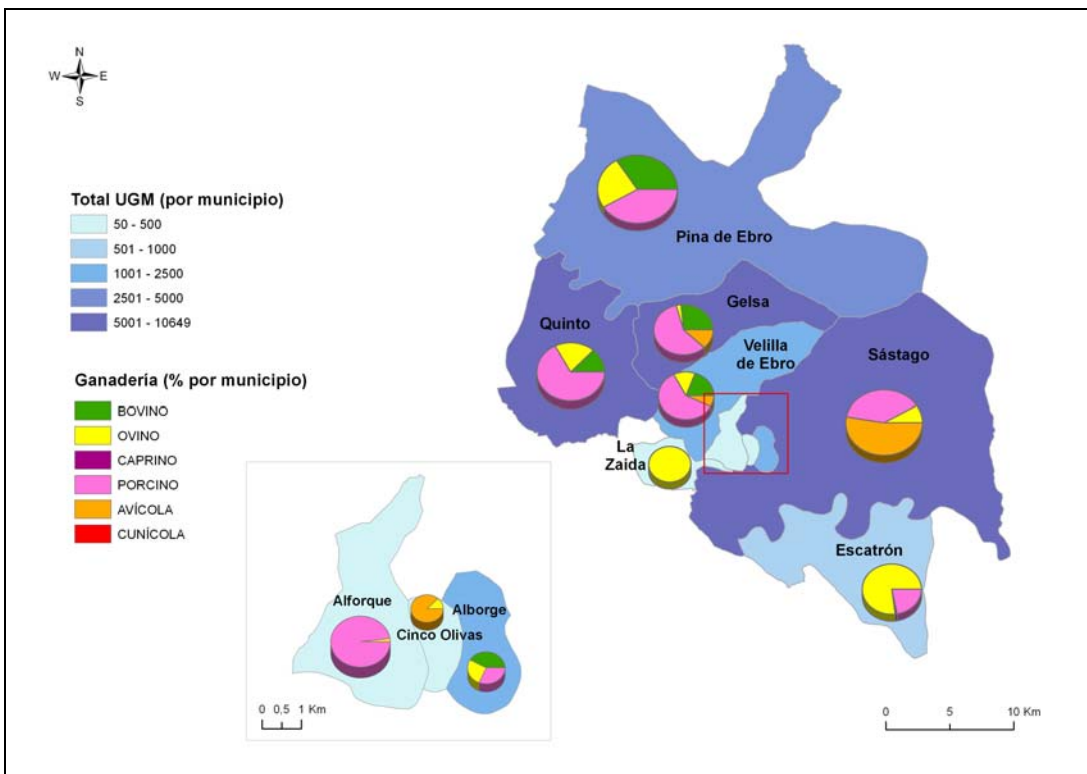 N
W E
S
Total UGM (por municipio)
50 - 500
501 - 1000
1001 - 2500
2501 - 5000
5001 - 10649
Ganadería (% por municipio)
BOVINO
OVINO
CAPRINO
PORCINO
AVÍCOLA
CUNÍCOLA
Pina de Ebro
Gelsa
Quinto
Velilla
de Ebro
Sástago
La
Zaida
Escatrón
Alforque
Alborge
Cinco Olivas
0 0,5 1 Km
0 5 10 Km